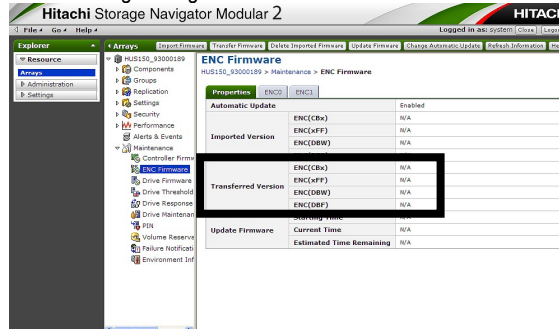 Hitachi Storage Navigator Modular 2
HITACHI
File Go Help
Logged in as: system Close
Explorer
Resource
Arrays
Administration
Settings
Arrays
Import Firmware Transfer Firmware Delete Imported Firmware Update Firmware Change Automatic Update Refresh Information
HUS150_93000189
Components
Groups
Replication
Settings
Security
Performance
Alerts & Events
Maintenance
Controller Firmw
ENC Firmware
Drive Firmware
Drive Threshold
Drive Response
Drive Maintenan
PIN
Volume Reserve
Failure Notificati
Environment Inf
ENC Firmware
HUS150_93000189 > Maintenance > ENC Firmware
Properties ENC0 ENC1
Automatic Update Enabled
Imported Version
ENC(CBx) N/A
ENC(xFF) N/A
ENC(DBW) N/A
Transferred Version
ENC(CBx) N/A
ENC(xFF) N/A
ENC(DBW) N/A
ENC(DBF) N/A
Update Firmware
Starting Time N/A
Current Time N/A
Estimated Time Remaining N/A